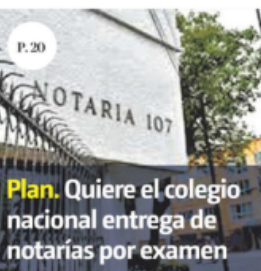 P. 20
NOTARIA 107
Plan. Quiere el colegio
nacional entrega de
notarías por examen